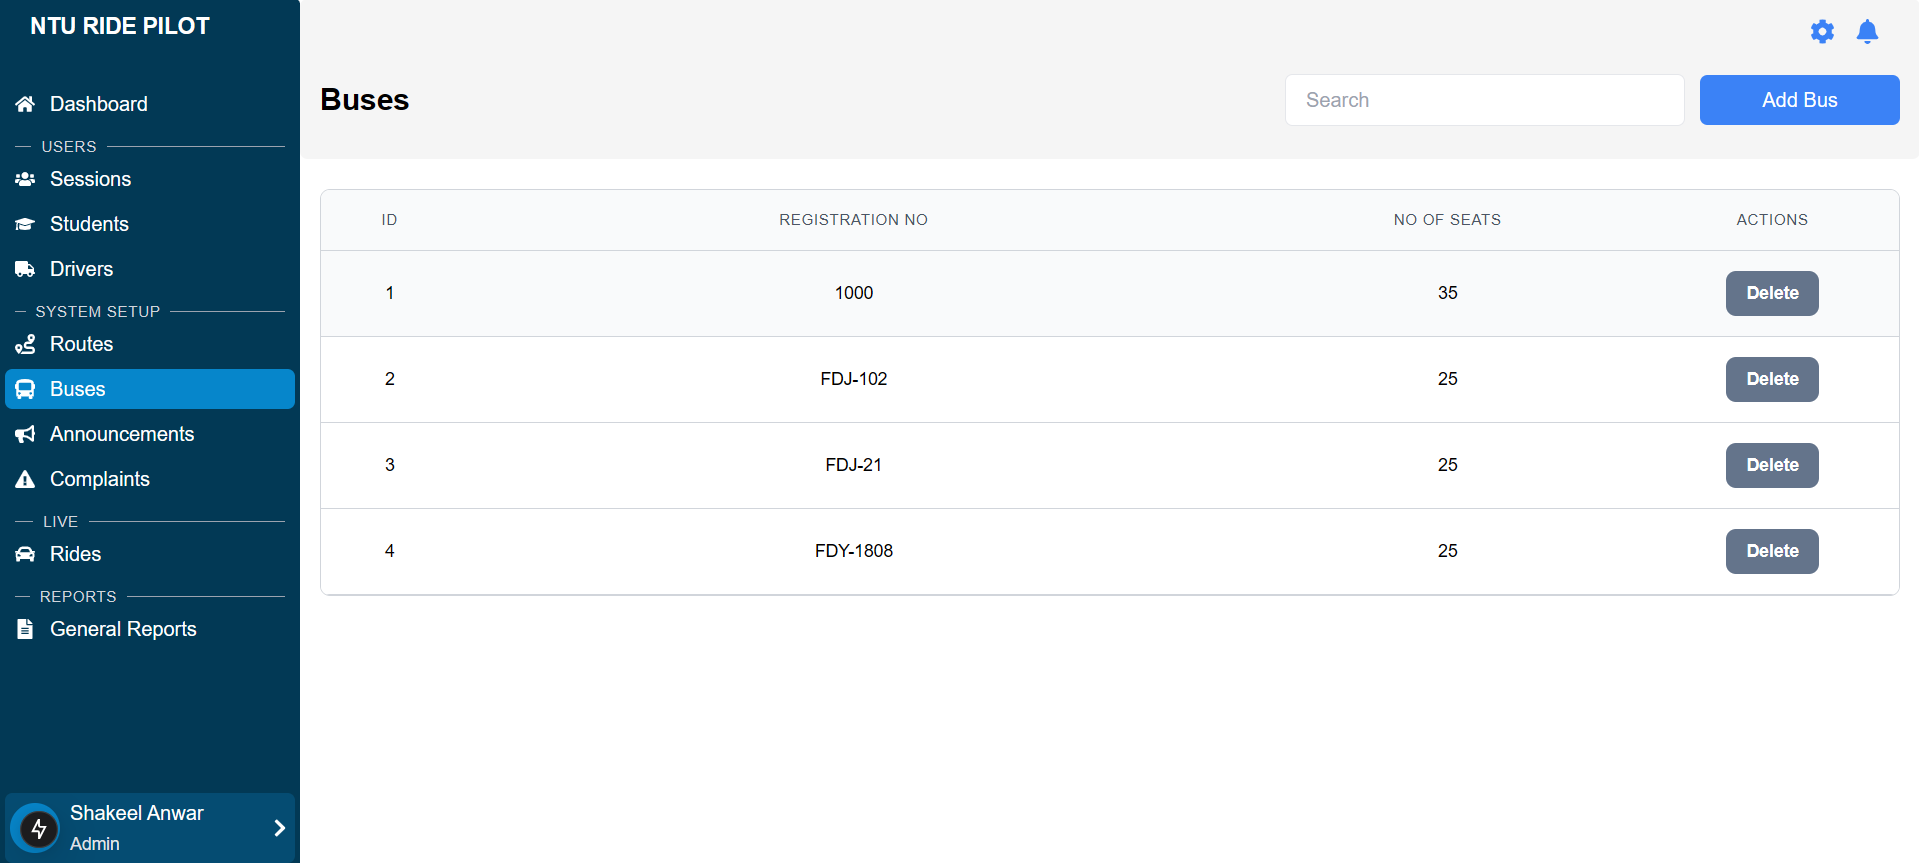 NTU RIDE PILOT
Dashboard
USERS
Sessions
Students
Drivers
SYSTEM SETUP
Routes
Buses
Announcements
Complaints
LIVE
Rides
REPORTS
General Reports
Shakeel Anwar
Admin
Buses
Search
Add Bus
ID REGISTRATION NO NO OF SEATS ACTIONS
1 1000 35 Delete
2 FDJ-102 25 Delete
3 FDJ-21 25 Delete
4 FDY-1808 25 Delete